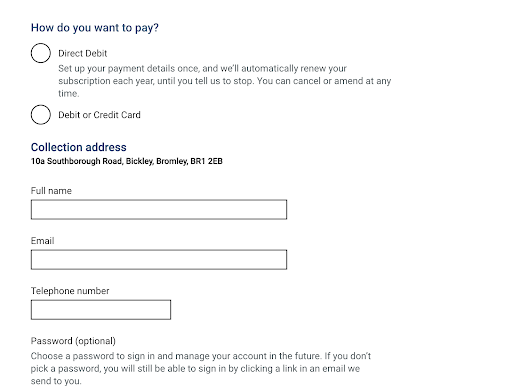 How do you want to pay?
Direct Debit
Set up your payment details once, and we'll automatically renew your
subscription each year, until you tell us to stop. You can cancel or amend at any
time.
Debit or Credit Card
Collection address
10a Southborough Road, Bickley, Bromley, BR1 2EB
Full name
Email
Telephone number
Password (optional)
Choose a password to sign in and manage your account in the future. If you don't
pick a password, you will still be able to sign in by clicking a link in an email we
send to you.